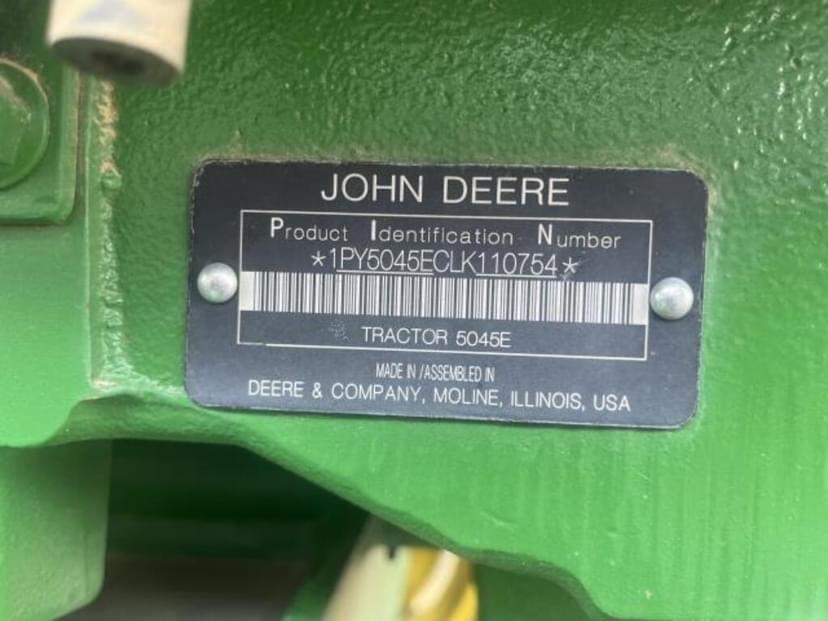 JOHN DEERE
Product Identification Number
*1PY5045ECLK110754*
TRACTOR 5045E
MADE IN /ASSEMBLED IN
DEERE & COMPANY, MOLINE, ILLINOIS, USA